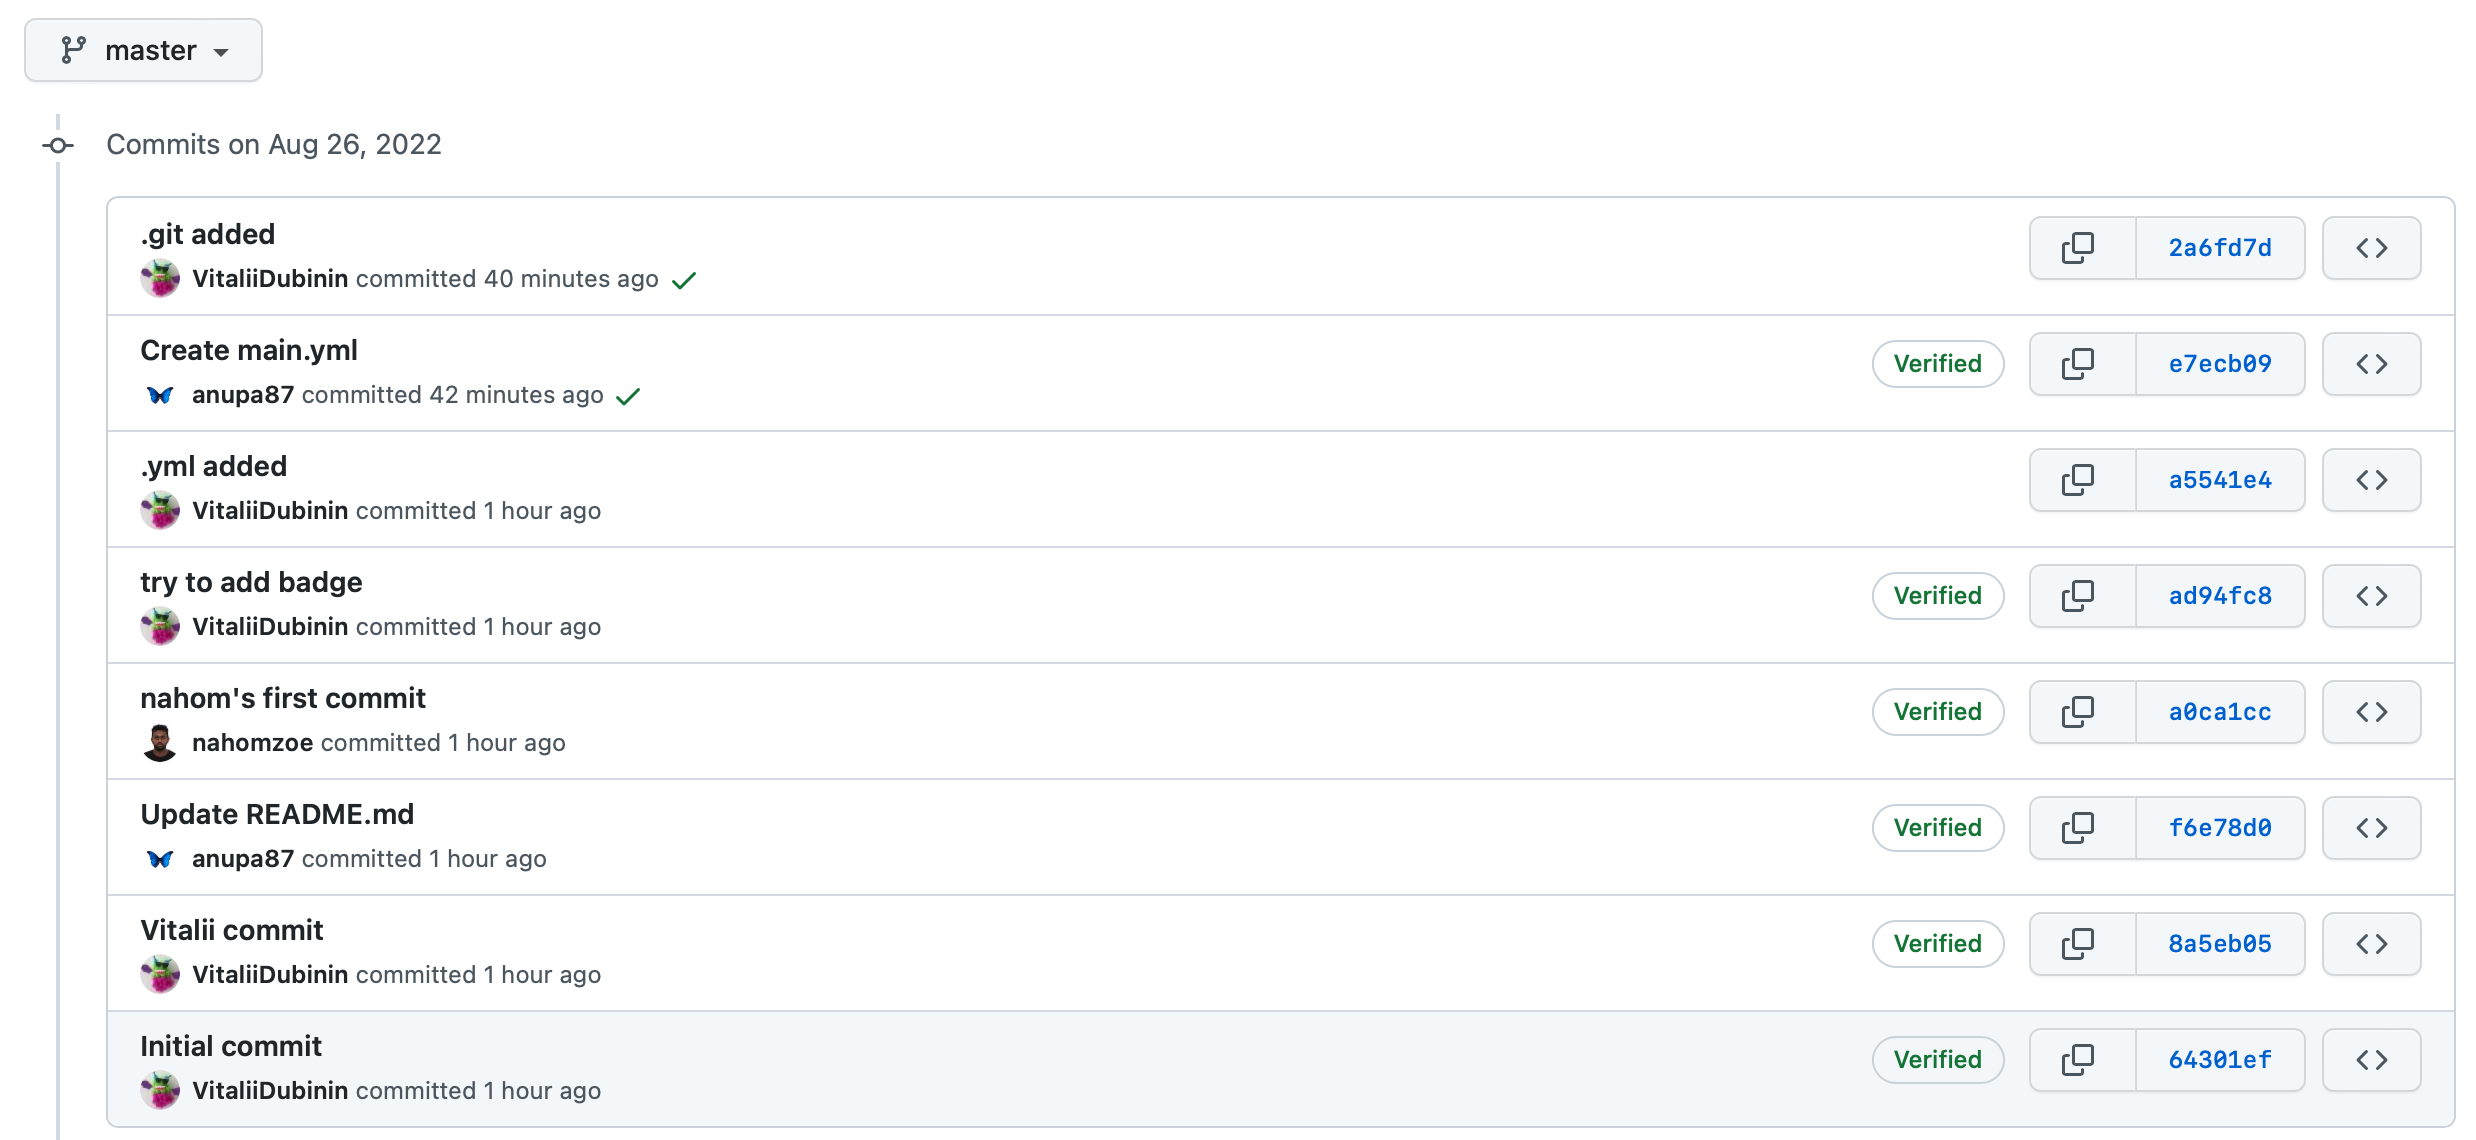 master
Commits on Aug 26, 2022
.git added
VitaliiDubinin committed 40 minutes ago
2a6fd7d
Create main.yml
anupa87 committed 42 minutes ago
Verified
e7ecb09
.yml added
VitaliiDubinin committed 1 hour ago
a5541e4
try to add badge
VitaliiDubinin committed 1 hour ago
Verified
ad94fc8
nahom's first commit
nahomzoe committed 1 hour ago
Verified
a0ca1cc
Update README.md
anupa87 committed 1 hour ago
Verified
f6e78d0
Vitalii commit
VitaliiDubinin committed 1 hour ago
Verified
8a5eb05
Initial commit
VitaliiDubinin committed 1 hour ago
Verified
64301ef